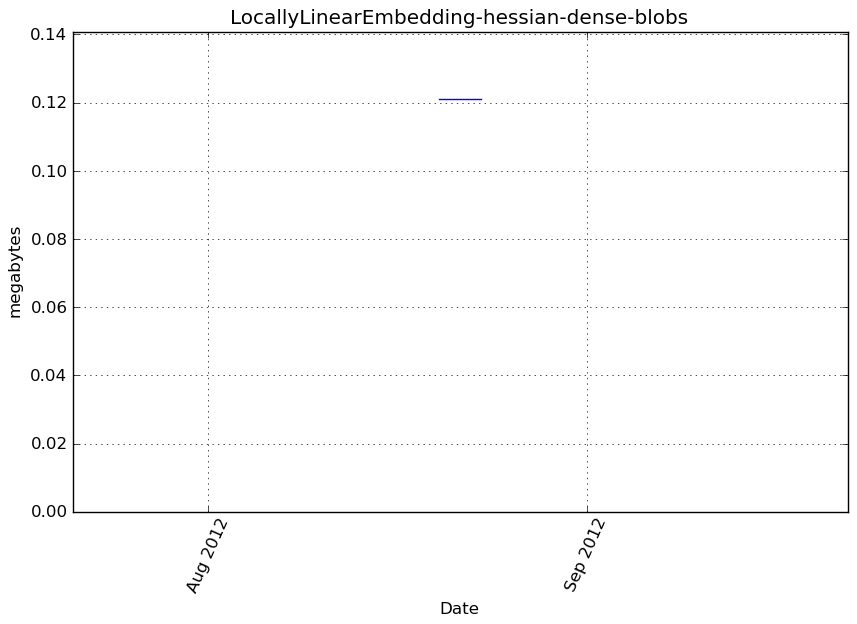 LocallyLinearEmbedding-hessian-dense-blobs
0.14
0.12
0.10
0.08
0.06
0.04
0.02
0.00
megabytes
Aug 2012
Sep 2012
Date